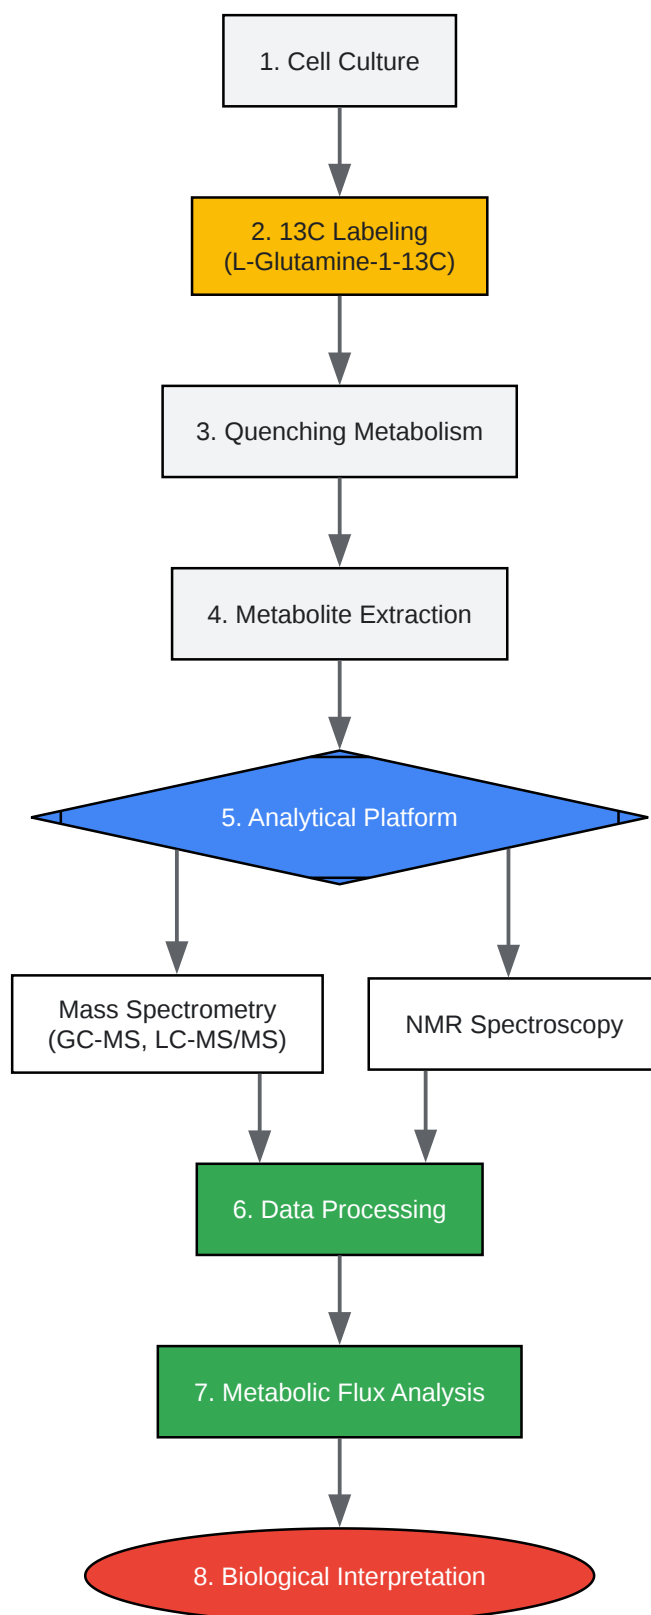 1. Cell Culture
2. 13C Labeling
(L-Glutamine-1-13C)
3. Quenching Metabolism
4. Metabolite Extraction
5. Analytical Platform
Mass Spectrometry
(GC-MS, LC-MS/MS)
NMR Spectroscopy
6. Data Processing
7. Metabolic Flux Analysis
8. Biological Interpretation